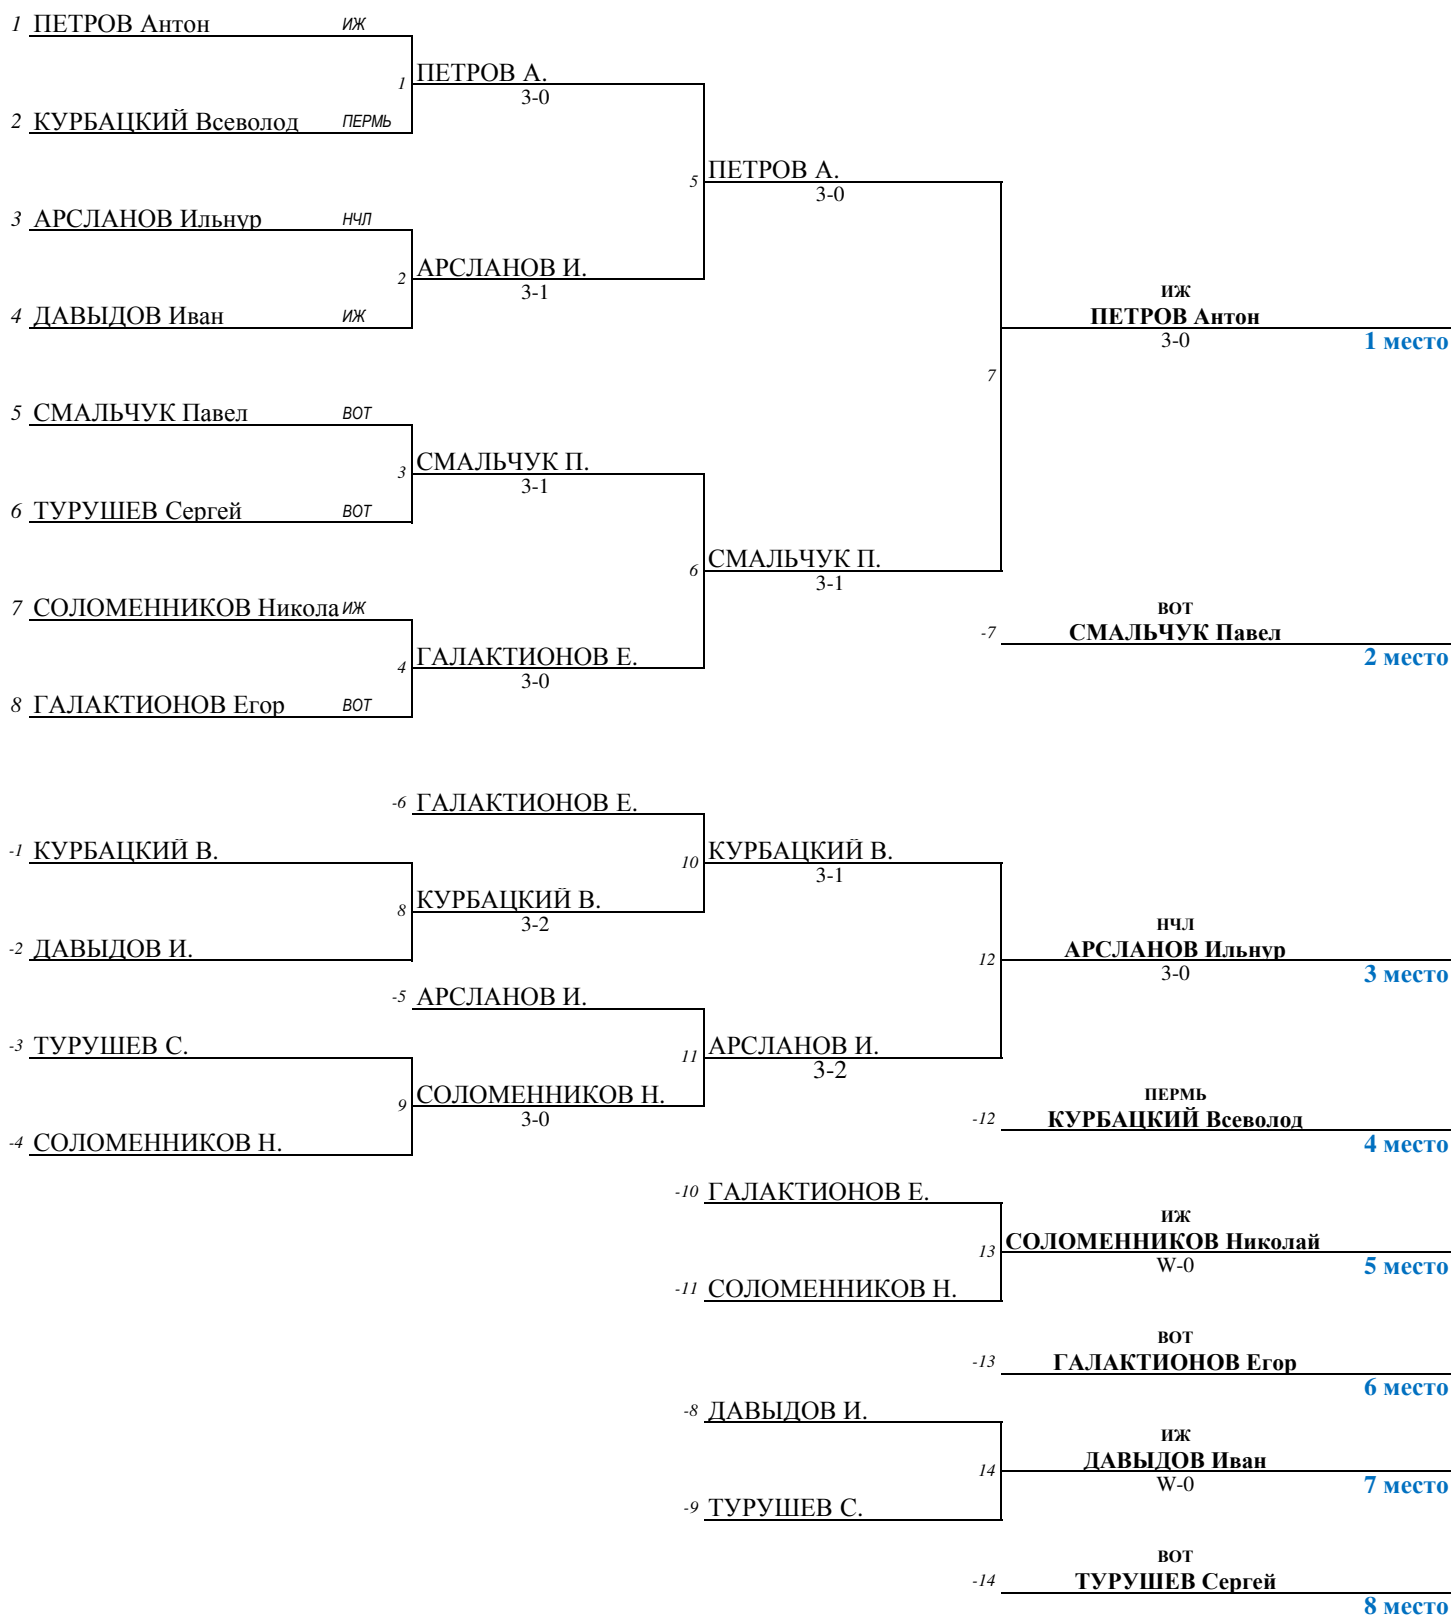 1 ПЕТРОВ Антон ИЖ
1 ПЕТРОВ А.
3-0
2 КУРБАЦКИЙ Всеволод ПЕРМЬ
5 ПЕТРОВ А.
3-0
3 АРСЛАНОВ Ильнур НЧЛ
2 АРСЛАНОВ И.
3-1
ИЖ
4 ДАВЫДОВ Иван ИЖ
ПЕТРОВ Антон
3-0 1 место
7
5 СМАЛЬЧУК Павел ВОТ
3 СМАЛЬЧУК П.
3-1
6 ТУРУШЕВ Сергей ВОТ
6 СМАЛЬЧУК П.
3-1
7 СОЛОМЕННИКОВ Никола ИЖ
ВОТ
-7 СМАЛЬЧУК Павел
2 место
4 ГАЛАКТИОНОВ Е.
3-0
8 ГАЛАКТИОНОВ Егор ВОТ
-6 ГАЛАКТИОНОВ Е.
-1 КУРБАЦКИЙ В.
10 КУРБАЦКИЙ В.
3-1
8 КУРБАЦКИЙ В.
3-2
НЧЛ
-2 ДАВЫДОВ И.
12 АРСЛАНОВ Ильнур
3-0 3 место
-5 АРСЛАНОВ И.
-3 ТУРУШЕВ С.
11 АРСЛАНОВ И.
3-2
9 СОЛОМЕННИКОВ Н.
3-0
ПЕРМЬ
-12 КУРБАЦКИЙ Всеволод
4 место
-4 СОЛОМЕННИКОВ Н.
-10 ГАЛАКТИОНОВ Е.
ИЖ
13 СОЛОМЕННИКОВ Николай
W-0 5 место
-11 СОЛОМЕННИКОВ Н.
ВОТ
-13 ГАЛАКТИОНОВ Егор
6 место
-8 ДАВЫДОВ И.
ИЖ
14 ДАВЫДОВ Иван
W-0 7 место
-9 ТУРУШЕВ С.
ВОТ
-14 ТУРУШЕВ Сергей
8 место